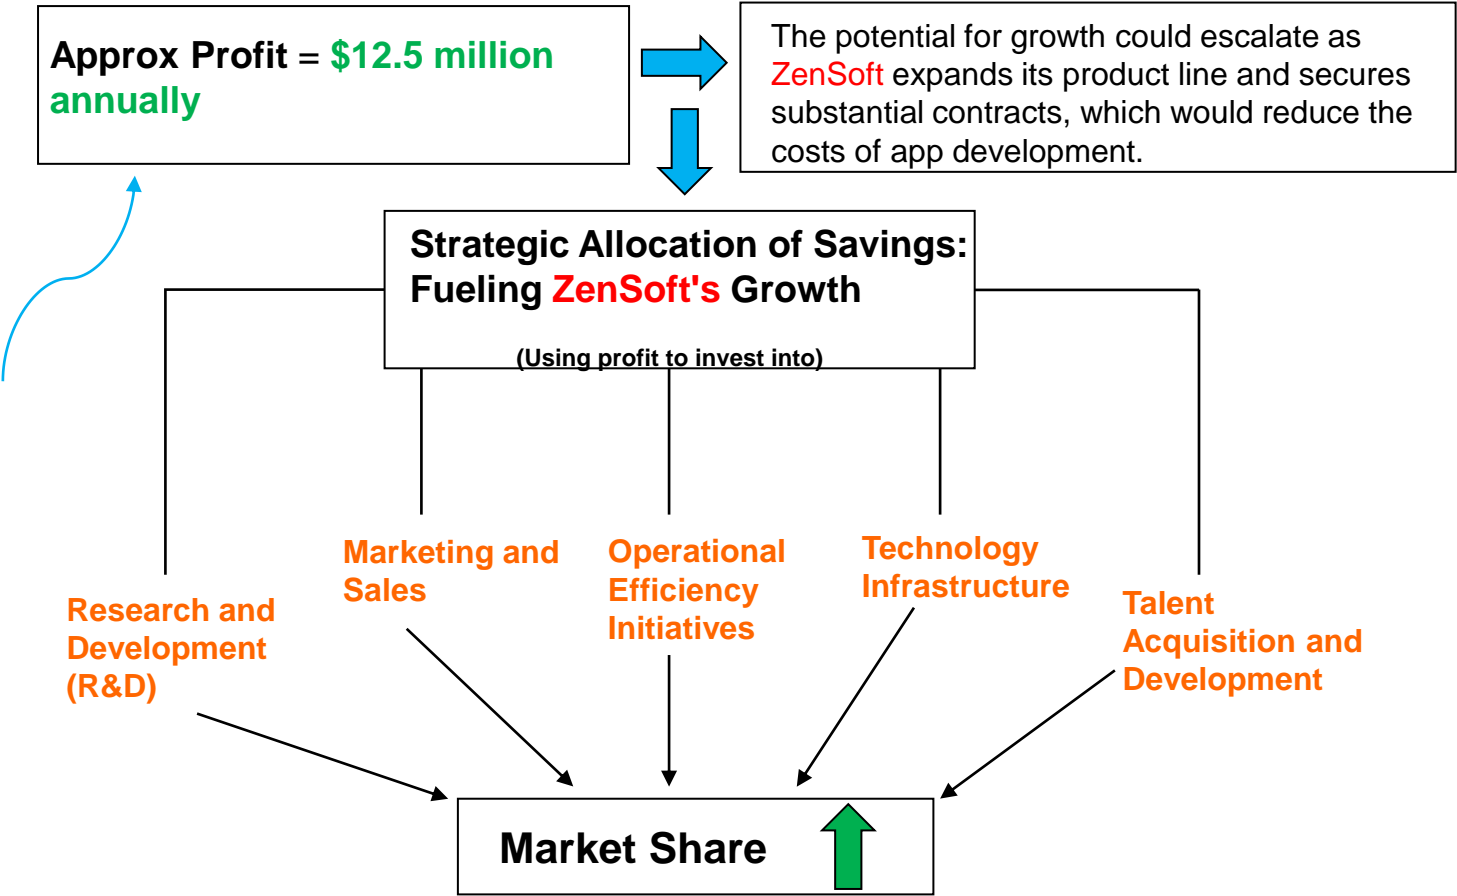 Approx Profit = $12.5 million
annually
The potential for growth could escalate as
ZenSoft expands its product line and secures
substantial contracts, which would reduce the
costs of app development.
Strategic Allocation of Savings:
Fueling ZenSoft's Growth
(Using profit to invest into)
Research and
Development
(R&D)
Marketing and
Sales
Operational
Efficiency
Initiatives
Technology
Infrastructure
Talent
Acquisition and
Development
Market Share